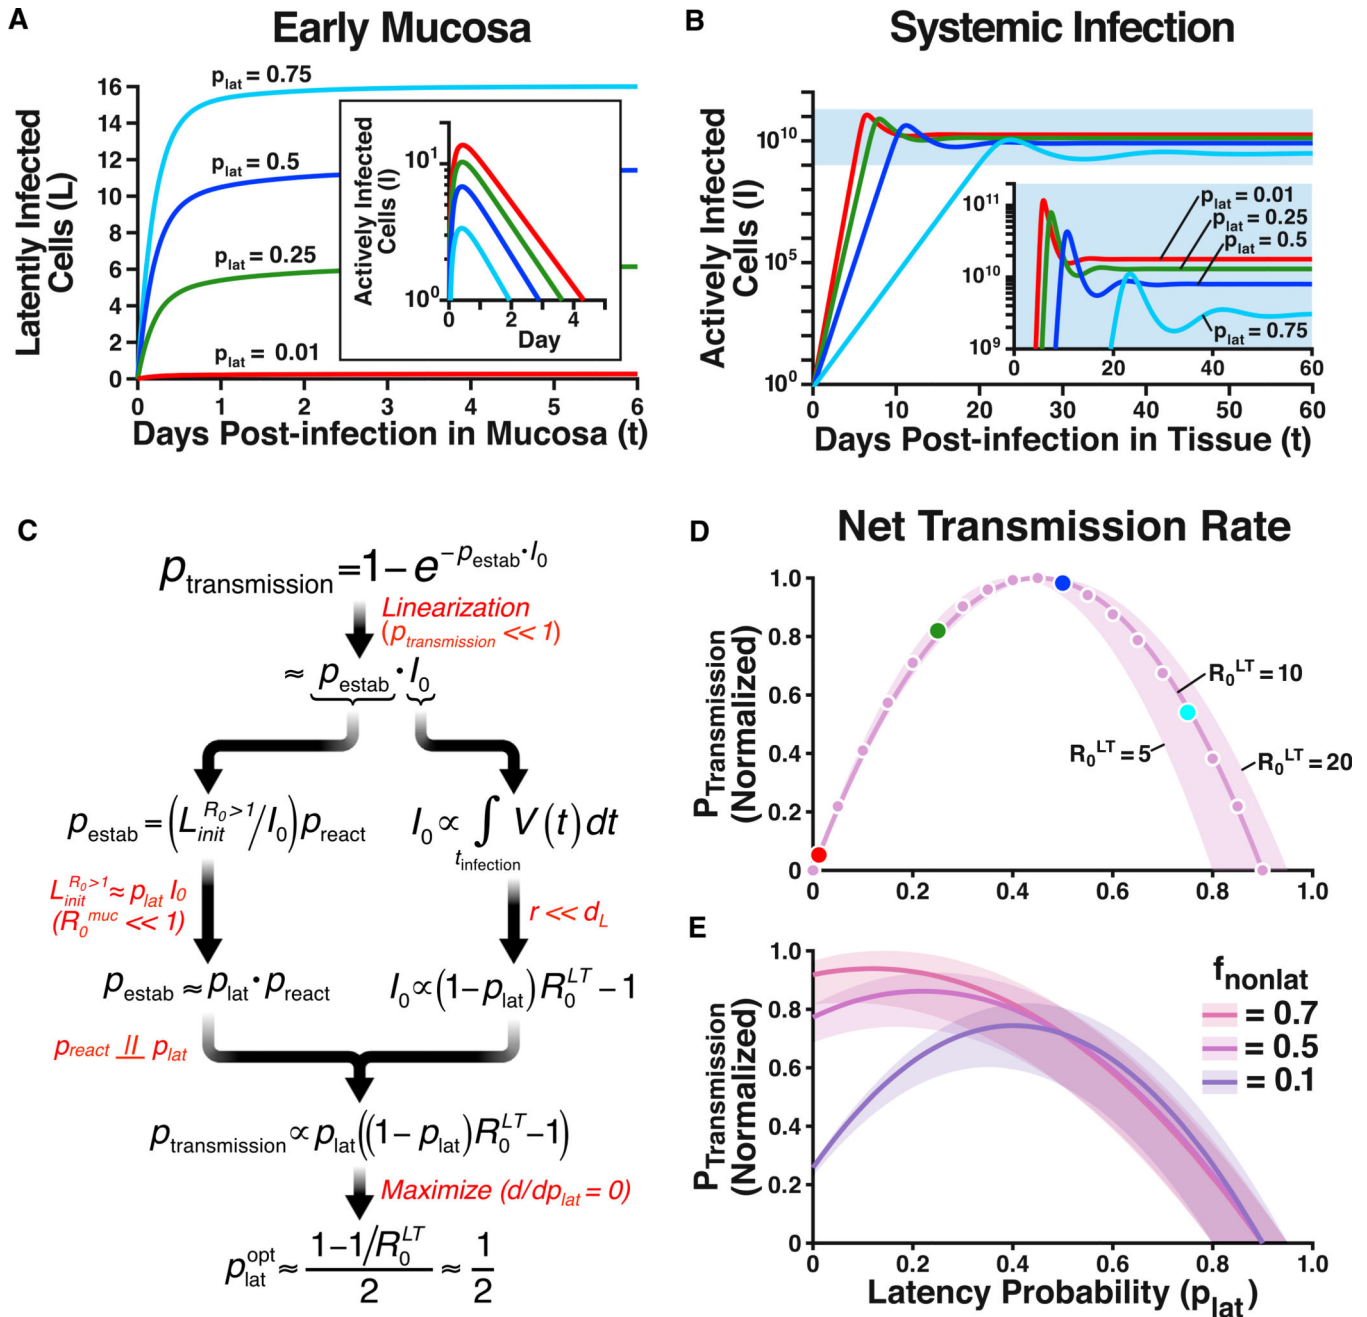 A
Early Mucosa
Latently Infected
Cells (L)
16
14
12
10
8
6
4
2
0
p_lat = 0.75
p_lat = 0.5
p_lat = 0.25
p_lat = 0.01
Actively Infected
Cells (I)
10^1
10^0
0
2
4
Day
0
1
2
3
4
5
6
Days Post-infection in Mucosa (t)
B
Systemic Infection
Actively Infected
Cells (I)
10^10
10^5
10^0
10^11
10^10
10^9
p_lat = 0.01
p_lat = 0.25
p_lat = 0.5
p_lat = 0.75
0
20
40
60
0
10
20
30
40
50
60
Days Post-infection in Tissue (t)
C
p_transmission = 1 − e^{−p_estab · I_0}
Linearization
(p_transmission << 1)
≈ p_estab · I_0
p_estab = (L_init^{R_0>1} / I_0) p_react
I_0 ∝ ∫_{t_infection} V(t) dt
L_init^{R_0>1} ≈ p_lat I_0
(R_0^muc << 1)
r << d_L
p_estab ≈ p_lat · p_react
I_0 ∝ (1−p_lat) R_0^LT − 1
p_react ⫫ p_lat
p_transmission ∝ p_lat((1−p_lat) R_0^LT −1)
Maximize (d/dp_lat = 0)
p_lat^opt ≈ (1−1/R_0^LT)/2 ≈ 1/2
D
Net Transmission Rate
P_Transmission
(Normalized)
1.0
0.8
0.6
0.4
0.2
0
R_0^LT = 10
R_0^LT = 5
R_0^LT = 20
0
0.2
0.4
0.6
0.8
1.0
E
P_Transmission
(Normalized)
1.0
0.8
0.6
0.4
0.2
0
f_nonlat
= 0.7
= 0.5
= 0.1
0
0.2
0.4
0.6
0.8
1.0
Latency Probability (p_lat)